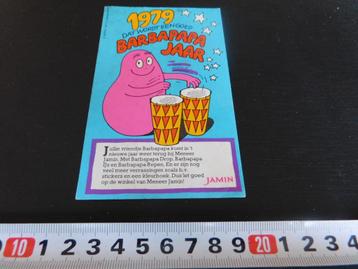 1979
DAT WORDT EEN GOED
BARBAPAPA
JAAR
Jullie vriendje Barbapapa komt in 't
nieuwe jaar weer terug bij Meneer
Jamin. Met Barbapapa Drop, Barbapapa
IJs en Barbapapa Repen. En er zijn nog
veel meer verrassingen zoals b.v.
stickers en een kleurboek. Dus let goed
op de winkel van Meneer Jamin!
JAMIN
10 1 2 3 4 5 6 7 8 9 20 1 2 3 4